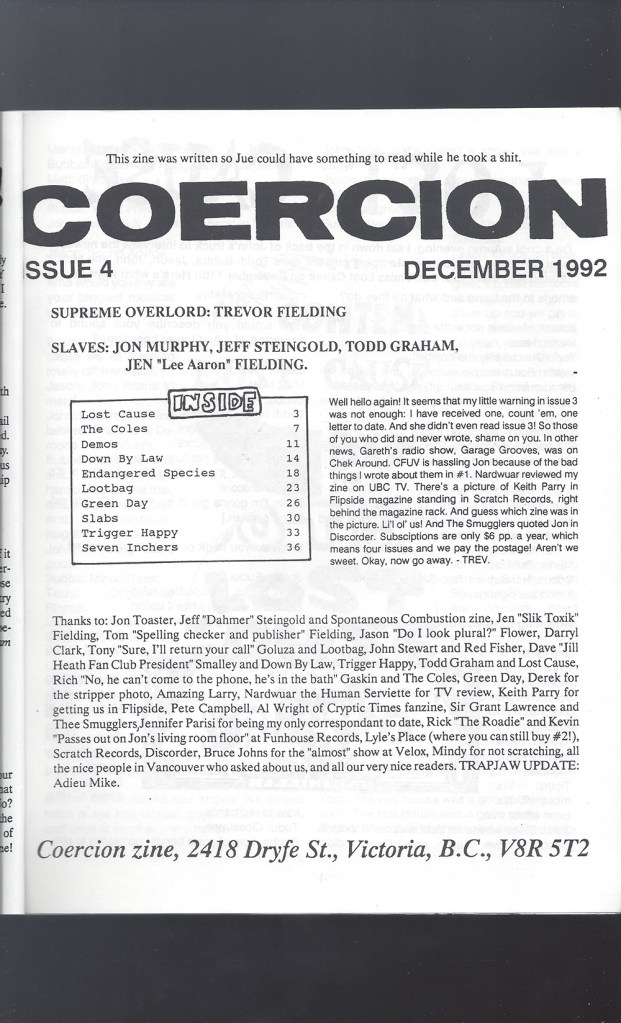 This zine was written so Jue could have something to read while he took a shit.
COERCION
ISSUE 4 DECEMBER 1992
SUPREME OVERLORD: TREVOR FIELDING
SLAVES: JON MURPHY, JEFF STEINGOLD, TODD GRAHAM,
JEN "Lee Aaron" FIELDING.
INSIDE
Lost Cause 3
The Coles 7
Demos 11
Down By Law 14
Endangered Species 18
Lootbag 23
Green Day 26
Slabs 30
Trigger Happy 33
Seven Inchers 36
Well hello again! It seems that my little warning in issue 3
was not enough: I have received one, count 'em, one
letter to date. And she didn't even read issue 3! So those
of you who did and never wrote, shame on you. In other
news, Gareth's radio show, Garage Grooves, was on
Chek Around. CFUV is hassling Jon because of the bad
things I wrote about them in #1. Nardwuar reviewed my
zine on UBC TV. There's a picture of Keith Parry in
Flipside magazine standing in Scratch Records, right
behind the magazine rack. And guess which zine was in
the picture. Li'l ol' us! And The Smugglers quoted Jon in
Discorder. Subsciptions are only $6 pp. a year, which
means four issues and we pay the postage! Aren't we
sweet. Okay, now go away. - TREV.
Thanks to: Jon Toaster, Jeff "Dahmer" Steingold and Spontaneous Combustion zine, Jen "Slik Toxik"
Fielding, Tom "Spelling checker and publisher" Fielding, Jason "Do I look plural?" Flower, Darryl
Clark, Tony "Sure, I'll return your call" Goluza and Lootbag, John Stewart and Red Fisher, Dave "Jill
Heath Fan Club President" Smalley and Down By Law, Trigger Happy, Todd Graham and Lost Cause,
Rich "No, he can't come to the phone, he's in the bath" Gaskin and The Coles, Green Day, Derek for
the stripper photo, Amazing Larry, Nardwuar the Human Serviette for TV review, Keith Parry for
getting us in Flipside, Pete Campbell, Al Wright of Cryptic Times fanzine, Sir Grant Lawrence and
Thee Smugglers,Jennifer Parisi for being my only correspondant to date, Rick "The Roadie" and Kevin
"Passes out on Jon's living room floor" at Funhouse Records, Lyle's Place (where you can still buy #2!),
Scratch Records, Discorder, Bruce Johns for the "almost" show at Velox, Mindy for not scratching, all
the nice people in Vancouver who asked about us, and all our very nice readers. TRAPJAW UPDATE:
Adieu Mike.
Coercion zine, 2418 Dryfe St., Victoria, B.C., V8R 5T2